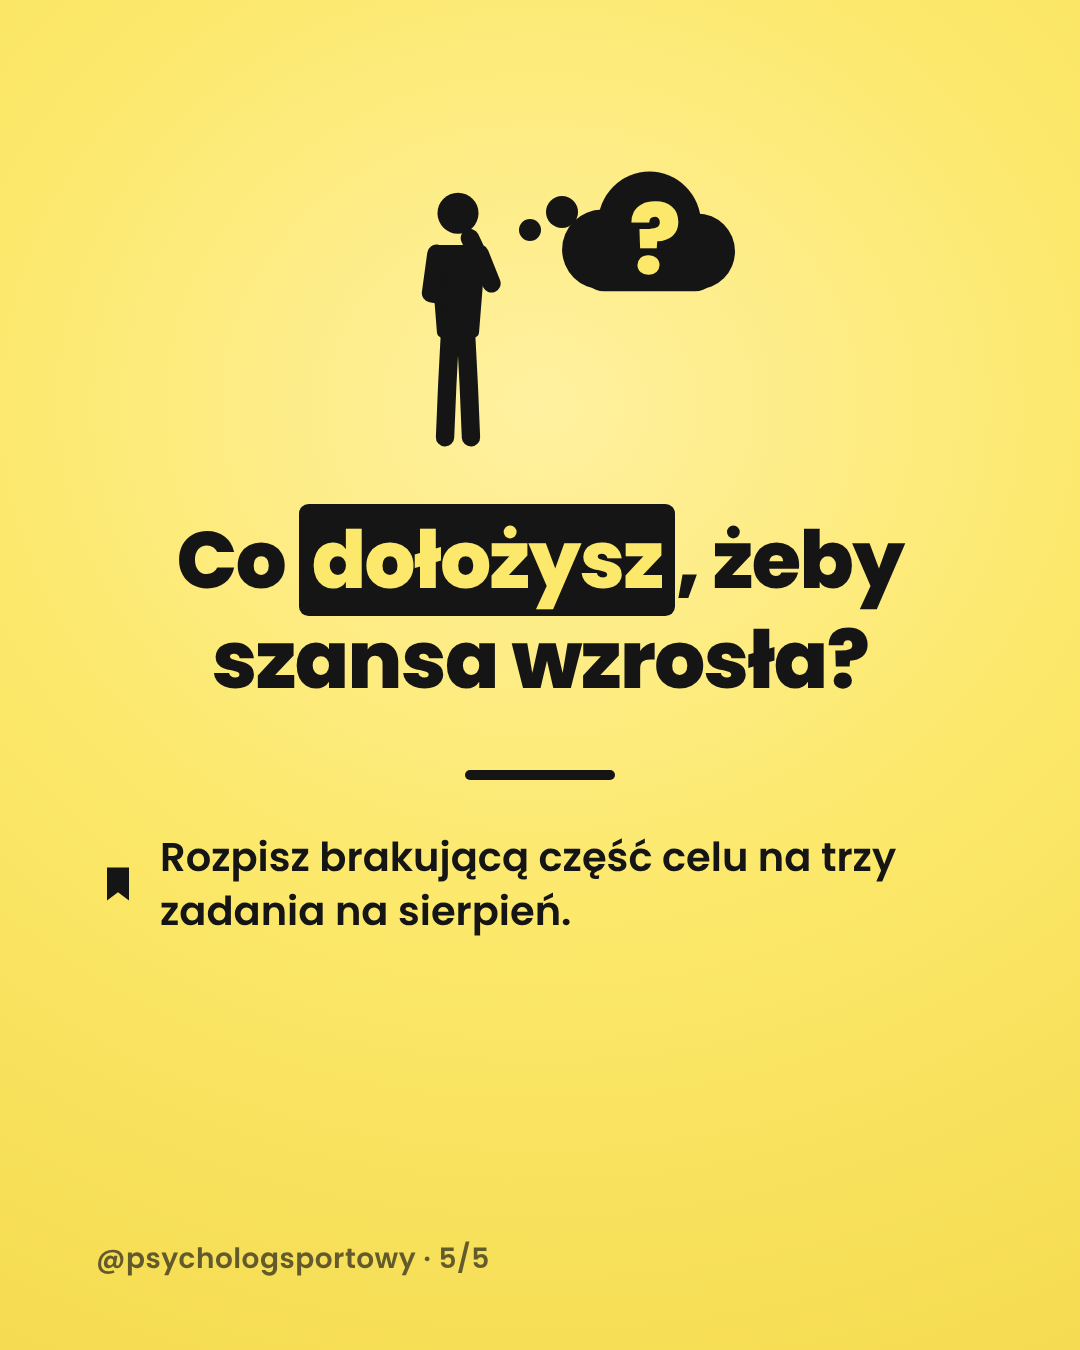 ?
Co dołożysz, żeby
szansa wzrosła?
Rozpisz brakującą część celu na trzy
zadania na sierpień.
@psychologsportowy · 5/5